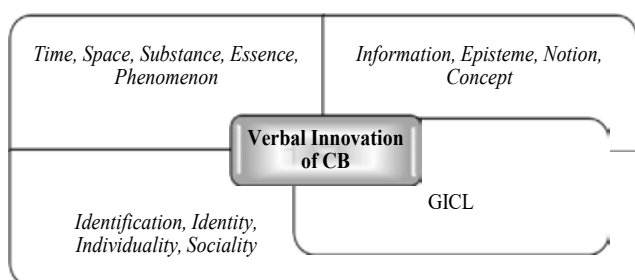 Time, Space, Substance, Essence,
Phenomenon
Information, Episteme, Notion,
Concept
Verbal Innovation
of CB
Identification, Identity,
Individuality, Sociality
GICL